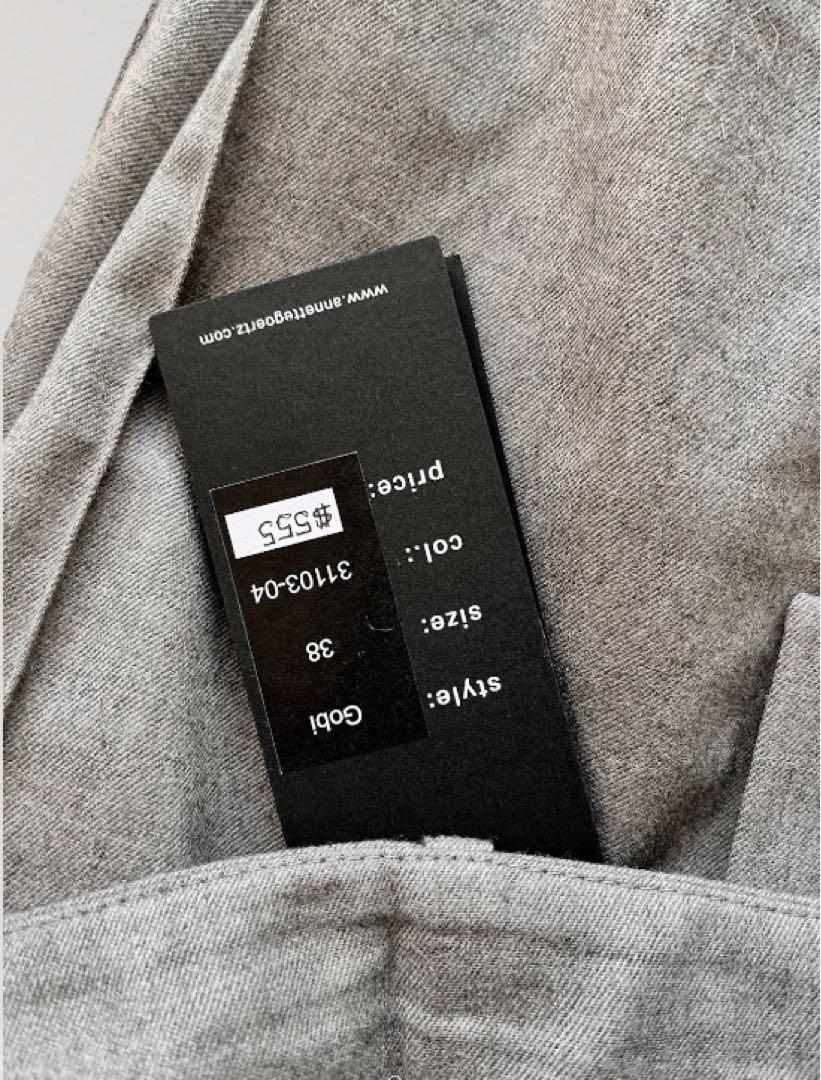 style: Gobi
size: 38
col.: 31103-04
price: $555
www.annettegoertz.com